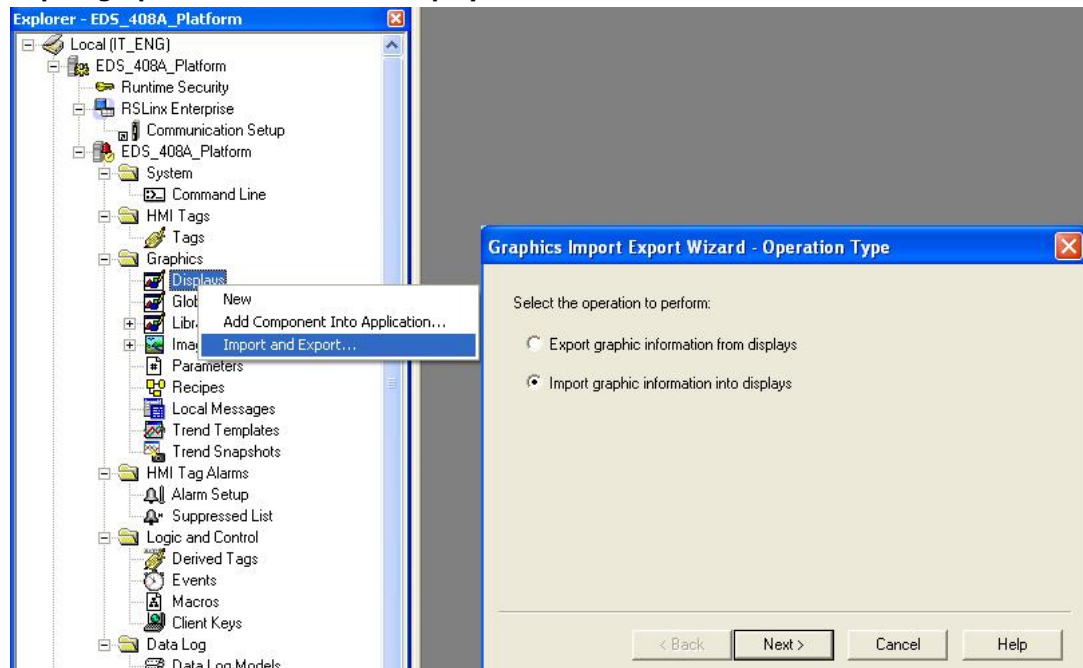 Explorer - EDS_408A_Platform
Local (IT_ENG)
EDS_408A_Platform
Runtime Security
RSLinx Enterprise
Communication Setup
EDS_408A_Platform
System
Command Line
HMI Tags
Tags
Graphics
Displays
Glob
Libr
Ima
Parameters
Recipes
Local Messages
Trend Templates
Trend Snapshots
HMI Tag Alarms
Alarm Setup
Suppressed List
Logic and Control
Derived Tags
Events
Macros
Client Keys
Data Log
Data Log Models
New
Add Component Into Application...
Import and Export...
Graphics Import Export Wizard - Operation Type
Select the operation to perform:
Export graphic information from displays
Import graphic information into displays
< Back
Next >
Cancel
Help